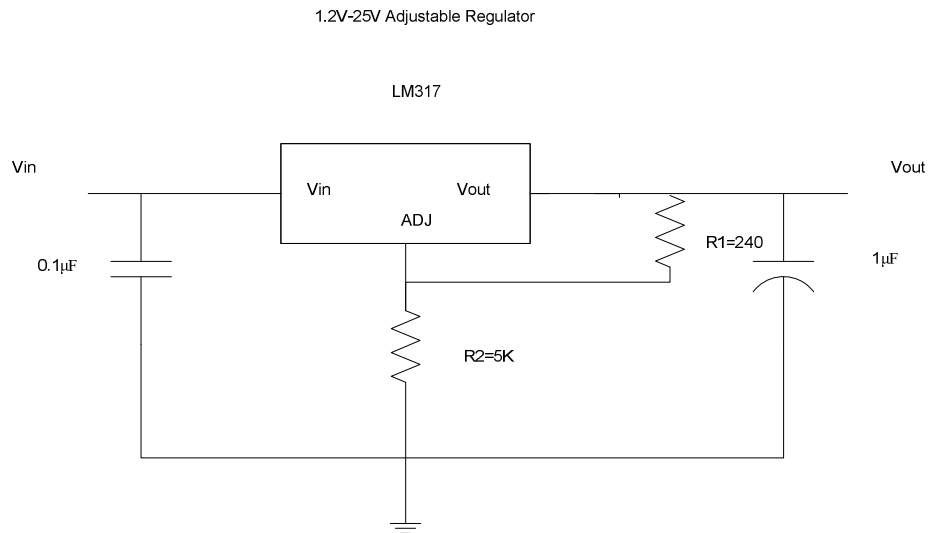 1.2V-25V Adjustable Regulator
LM317
Vin
Vout
Vin
Vout
ADJ
R1=240
0.1μF
1μF
R2=5K